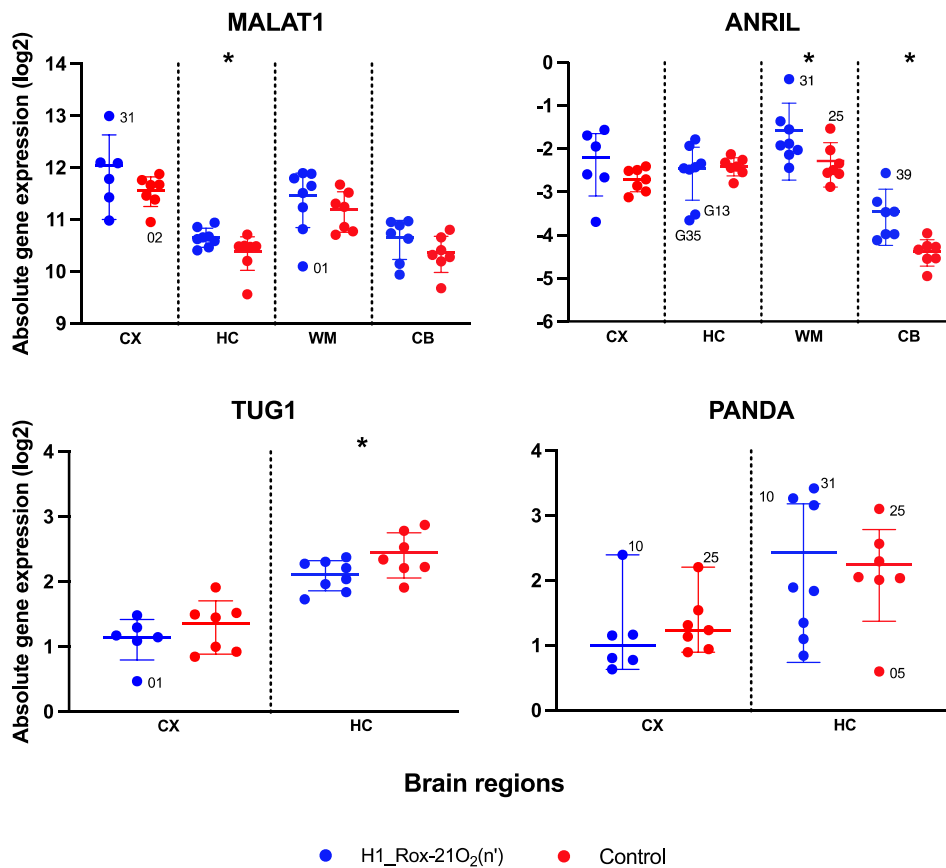 MALAT1
Absolute gene expression (log2)
14
13
12
11
10
9
*
31
02
01
CX
HC
WM
CB
ANRIL
0
-1
-2
-3
-4
-5
-6
*
*
31
25
39
G13
G35
CX
HC
WM
CB
TUG1
Absolute gene expression (log2)
4
3
2
1
0
*
01
CX
HC
PANDA
4
3
2
1
0
10
25
10
31
25
05
CX
HC
Brain regions
H1_Rox-21O₂(n')
Control